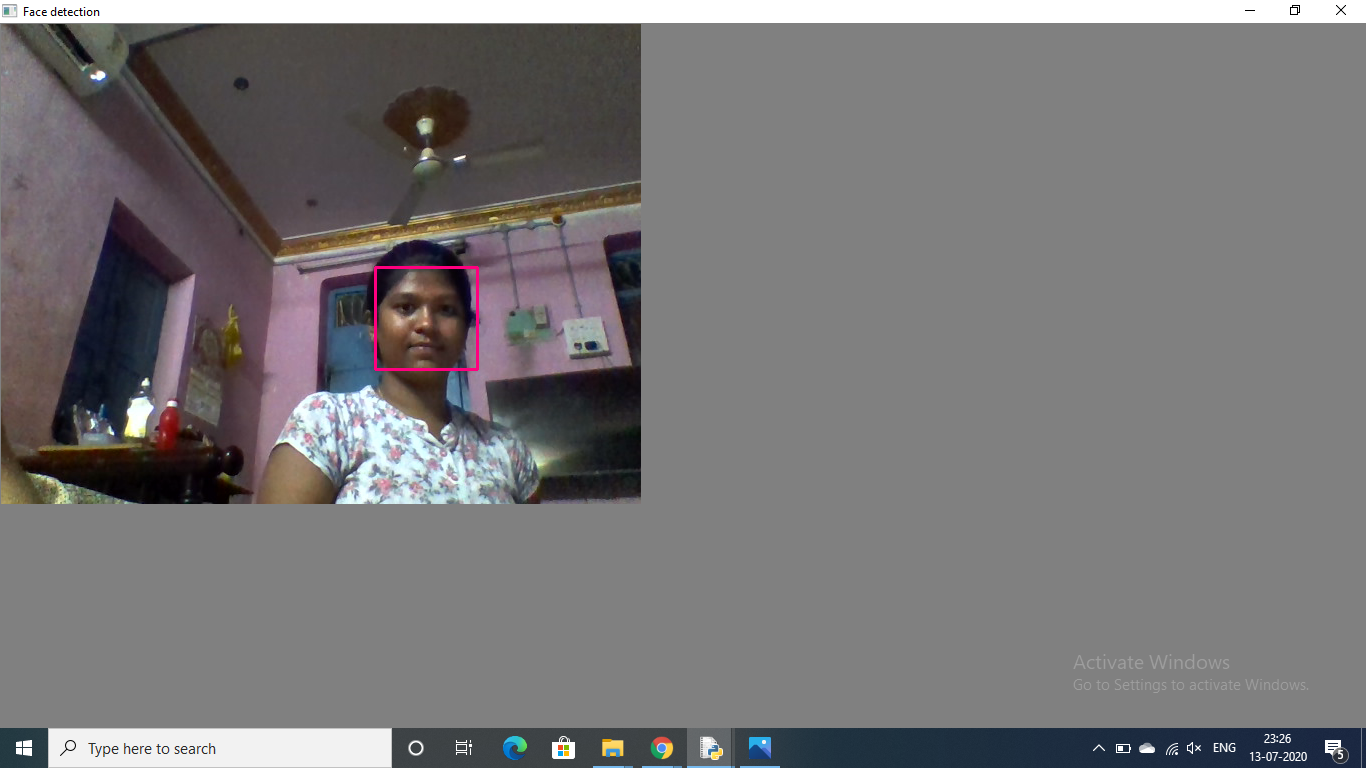 Face detection
Activate Windows
Go to Settings to activate Windows.
Type here to search
ENG
23:26
13-07-2020
5